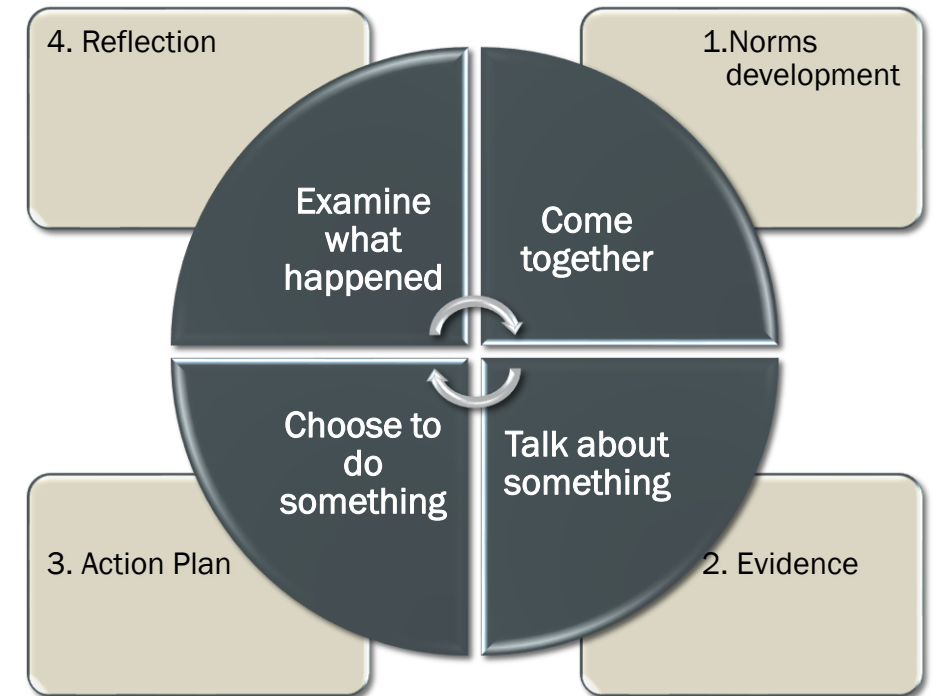 4. Reflection
1.Norms
development
Examine
what
happened
Come
together
Choose to
do
something
Talk about
something
3. Action Plan
2. Evidence